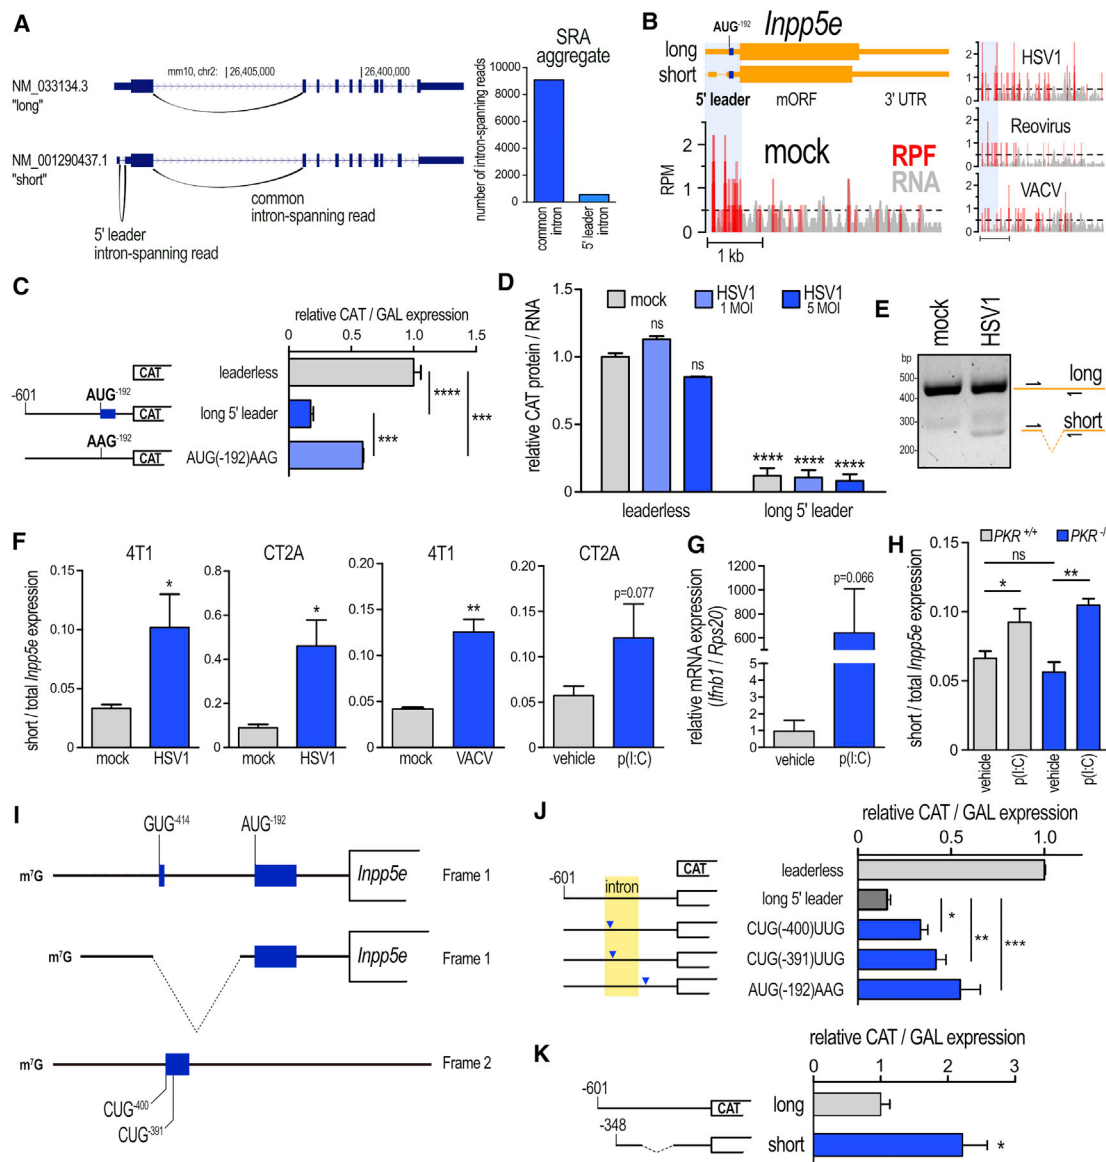 A
mm10, chr2:
26,405,000
26,400,000
NM_033134.3
"long"
NM_001290437.1
"short"
common
intron-spanning read
5' leader
intron-spanning read
SRA
aggregate
number of intron-spanning reads
10000
8000
6000
4000
2000
0
common
intron
5' leader
intron
B
AUG-192
Inpp5e
long
short
5' leader
mORF
3' UTR
mock
RPF
RNA
RPM
2
1
0
1 kb
HSV1
2
1
0
Reovirus
2
1
0
VACV
2
1
0
C
relative CAT / GAL expression
0
0.5
1.0
1.5
CAT
leaderless
-601
AUG-192
CAT
long 5' leader
AAG-192
CAT
AUG(-192)AAG
****
***
***
D
relative CAT protein / RNA
1.5
1.0
0.5
0
mock
HSV1
1 MOI
HSV1
5 MOI
ns
ns
****
****
****
leaderless
long 5' leader
E
mock
HSV1
bp
500
400
300
200
long
short
F
short / total Inpp5e expression
4T1
0.15
0.10
0.05
0
*
mock
HSV1
CT2A
0.8
0.6
0.4
0.2
0
*
mock
HSV1
4T1
0.20
0.15
0.10
0.05
0
**
mock
VACV
CT2A
0.20
0.15
0.10
0.05
0.00
p=0.077
vehicle
p(I:C)
G
relative mRNA expression
(Ifnb1 / Rps20)
1200
1000
800
600
5
4
3
2
1
0
p=0.066
vehicle
p(I:C)
H
PKR +/+
PKR -/
short / total Inpp5e expression
0.15
0.10
0.05
0
ns
*
**
vehicle
p(I:C)
vehicle
p(I:C)
I
GUG-414
AUG-192
m7G
Inpp5e
Frame 1
m7G
Inpp5e
Frame 1
m7G
Frame 2
CUG-400
CUG-391
J
relative CAT / GAL expression
0
0.5
1.0
CAT
leaderless
-601
intron
long 5' leader
CUG(-400)UUG
CUG(-391)UUG
AUG(-192)AAG
*
**
***
K
relative CAT / GAL expression
0
1
2
3
-601
CAT
long
-348
short
*